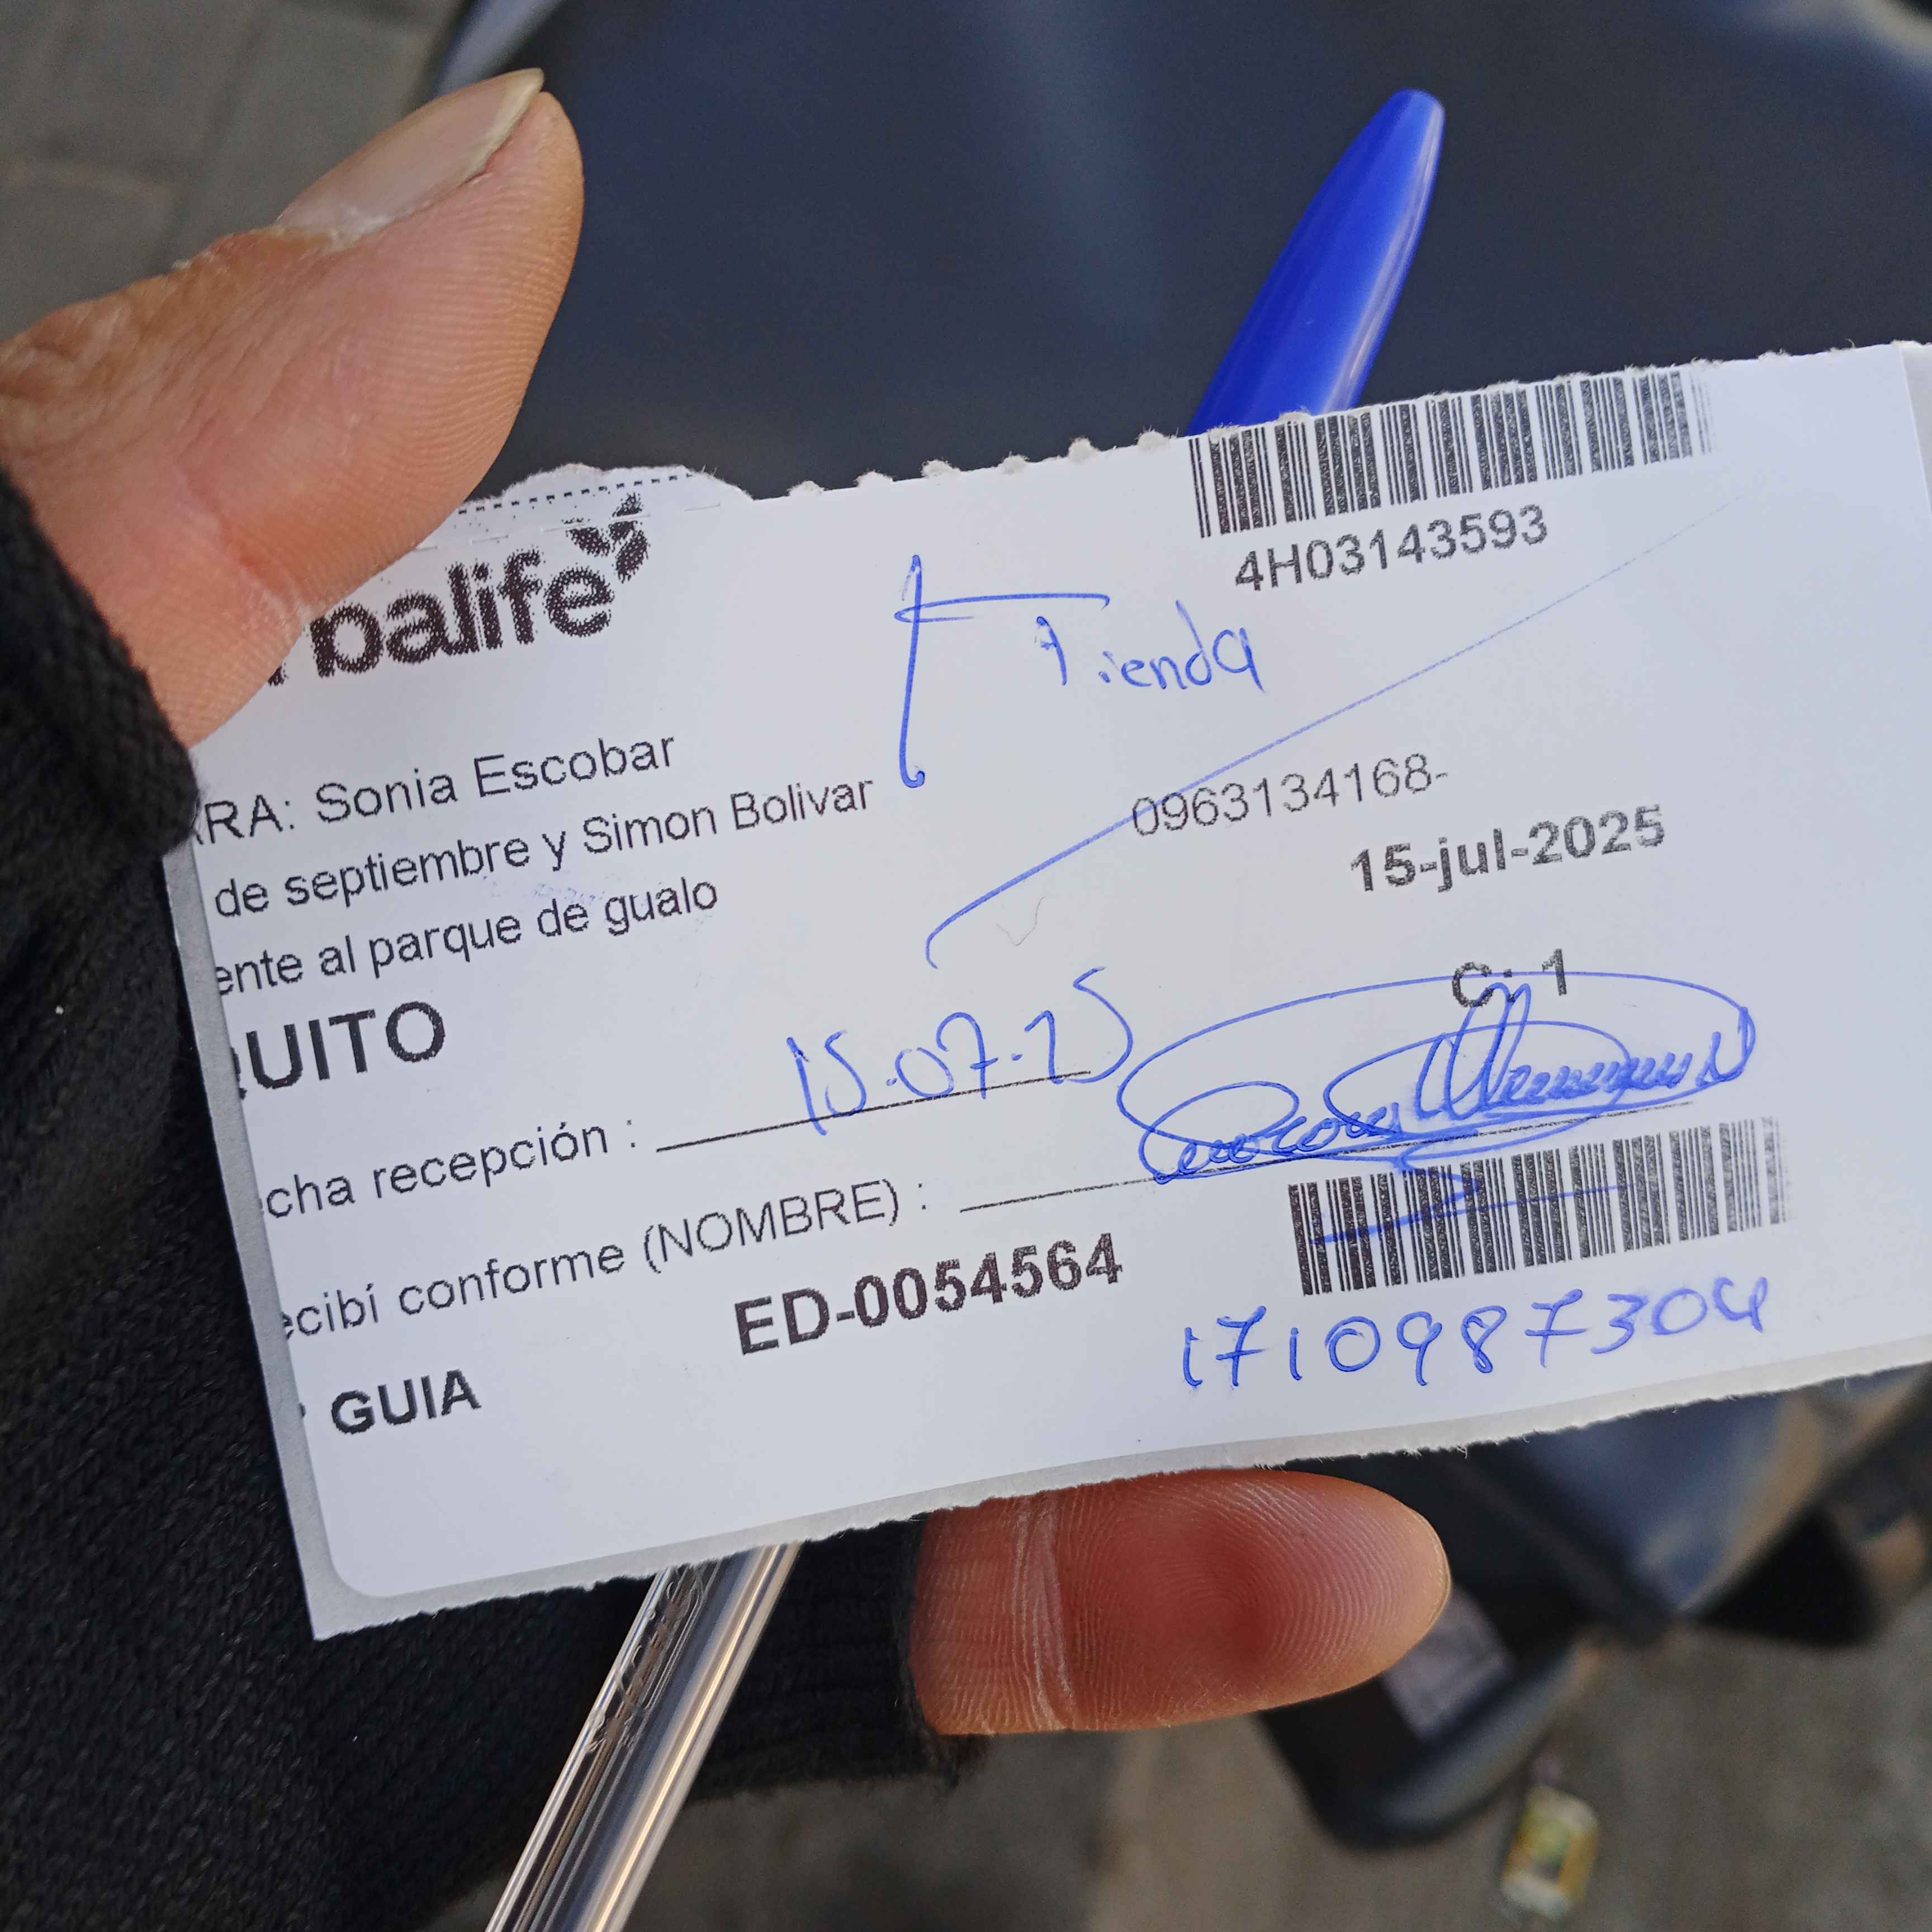 balife
4H03143593
Tienda
RA: Sonia Escobar
0963134168-
de septiembre y Simon Bolivar
15-jul-2025
ente al parque de gualo
C: 1
UITO
cha recepción : 15.07.25
ecibí conforme (NOMBRE) :
ED-0054564
1710987304
GUIA